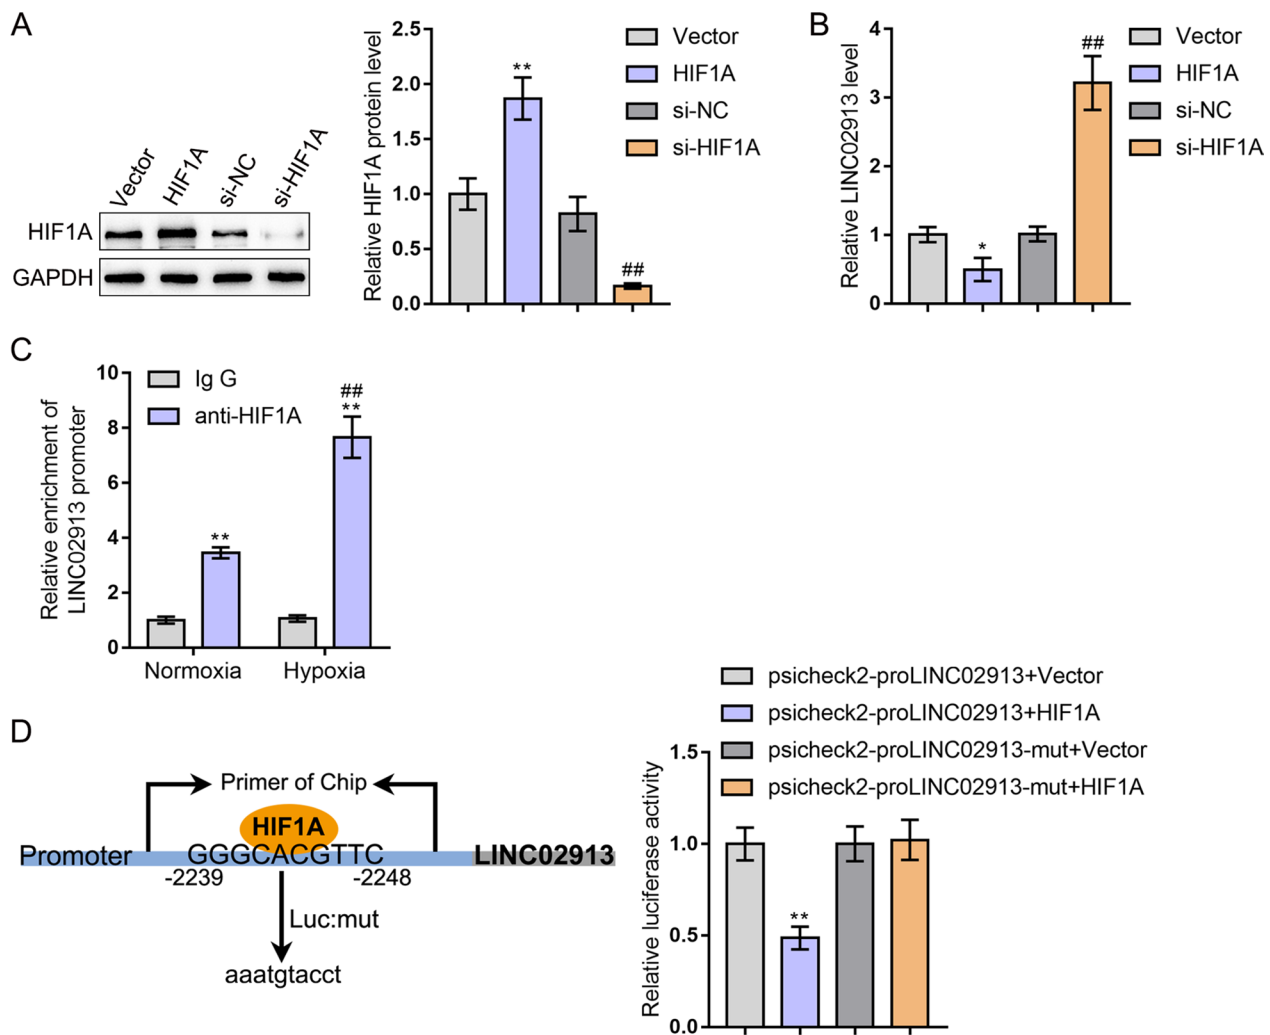 A
Vector
HIF1A
si-NC
si-HIF1A
HIF1A
GAPDH
Relative HIF1A protein level
2.5
2.0
1.5
1.0
0.5
0.0
**
##
Vector
HIF1A
si-NC
si-HIF1A
B
Relative LINC02913 level
4
3
2
1
0
*
##
Vector
HIF1A
si-NC
si-HIF1A
C
Relative enrichment of
LINC02913 promoter
10
8
6
4
2
0
Ig G
anti-HIF1A
**
##
**
Normoxia
Hypoxia
D
Primer of Chip
HIF1A
Promoter
GGGCACGTTC
LINC02913
-2239
-2248
Luc:mut
aaatgtacct
psicheck2-proLINC02913+Vector
psicheck2-proLINC02913+HIF1A
psicheck2-proLINC02913-mut+Vector
psicheck2-proLINC02913-mut+HIF1A
Relative luciferase activity
1.5
1.0
0.5
0.0
**